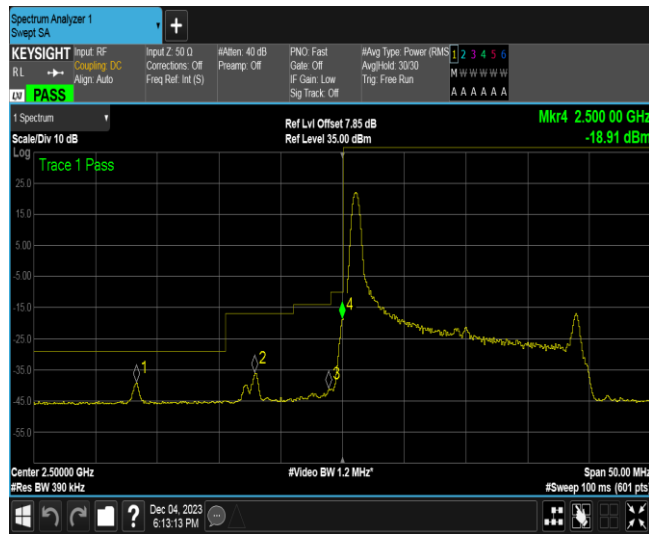 Spectrum Analyzer 1
Swept SA
KEYSIGHT
RL
Align: Auto
LXI PASS
Input: RF
Coupling: DC
Input Z: 50 Ω
Corrections: Off
Freq Ref: Int (S)
#Atten: 40 dB
Preamp: Off
PNO: Fast
Gate: Off
IF Gain: Low
Sig Track: Off
#Avg Type: Power (RMS
Avg|Hold: 30/30
Trig: Free Run
1 2 3 4 5 6
M W W W W W
A A A A A A
1 Spectrum
Scale/Div 10 dB
Ref Lvl Offset 7.85 dB
Ref Level 35.00 dBm
Mkr4 2.500 00 GHz
-18.91 dBm
Log
Trace 1 Pass
25.0
15.0
5.00
-5.00
-15.0
-25.0
-35.0
-45.0
-55.0
1
2
3
4
Center 2.50000 GHz
#Res BW 390 kHz
#Video BW 1.2 MHz*
Span 50.00 MHz
#Sweep 100 ms (601 pts)
?
Dec 04, 2023
6:13:13 PM